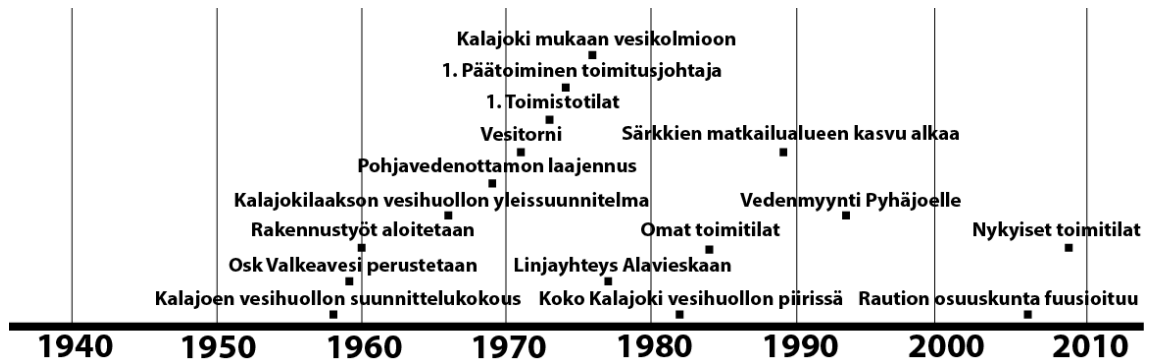 Kalajoki mukaan vesikolmioon
1. Päätoiminen toimitusjohtaja
1. Toimistotilat
Vesitorni
Särkkien matkailualueen kasvu alkaa
Pohjavedenottamon laajennus
Kalajokilaakson vesihuollon yleissuunnitelma
Vedenmyynti Pyhäjoelle
Rakennustyöt aloitetaan
Omat toimitilat
Nykyiset toimitilat
Osk Valkeavesi perustetaan
Linjayhteys Alavieskaan
Kalajoen vesihuollon suunnittelukokous
Koko Kalajoki vesihuollon piirissä
Raution osuuskunta fuusioituu
1940 1950 1960 1970 1980 1990 2000 2010